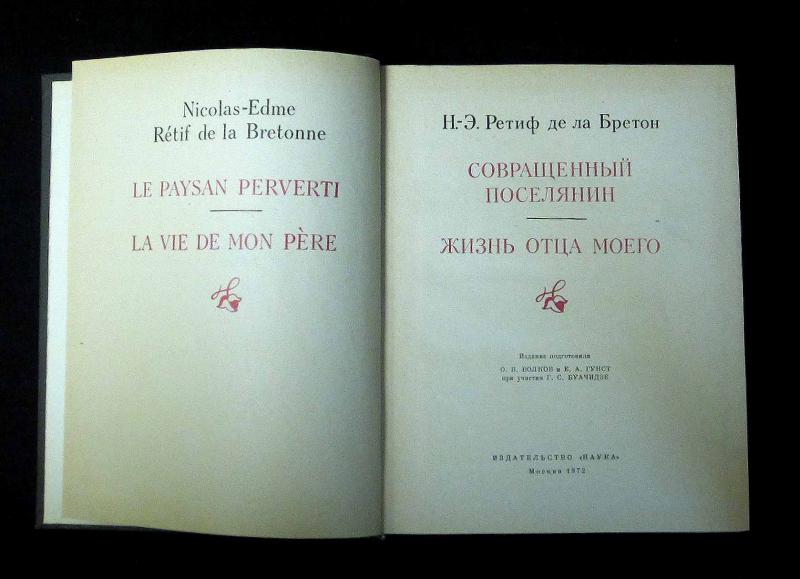 Nicolas-Edme
Rétif de la Bretonne
LE PAYSAN PERVERTI
LA VIE DE MON PÈRE
Н.-Э. Ретиф де ла Бретон
СОВРАЩЕННЫЙ
ПОСЕЛЯНИН
ЖИЗНЬ ОТЦА МОЕГО
Издание подготовили
О. В. ВОЛКОВ и Е. А. ГУНСТ
при участии Г. С. БУАЧИДЗЕ
ИЗДАТЕЛЬСТВО «НАУКА»
Москва 1972